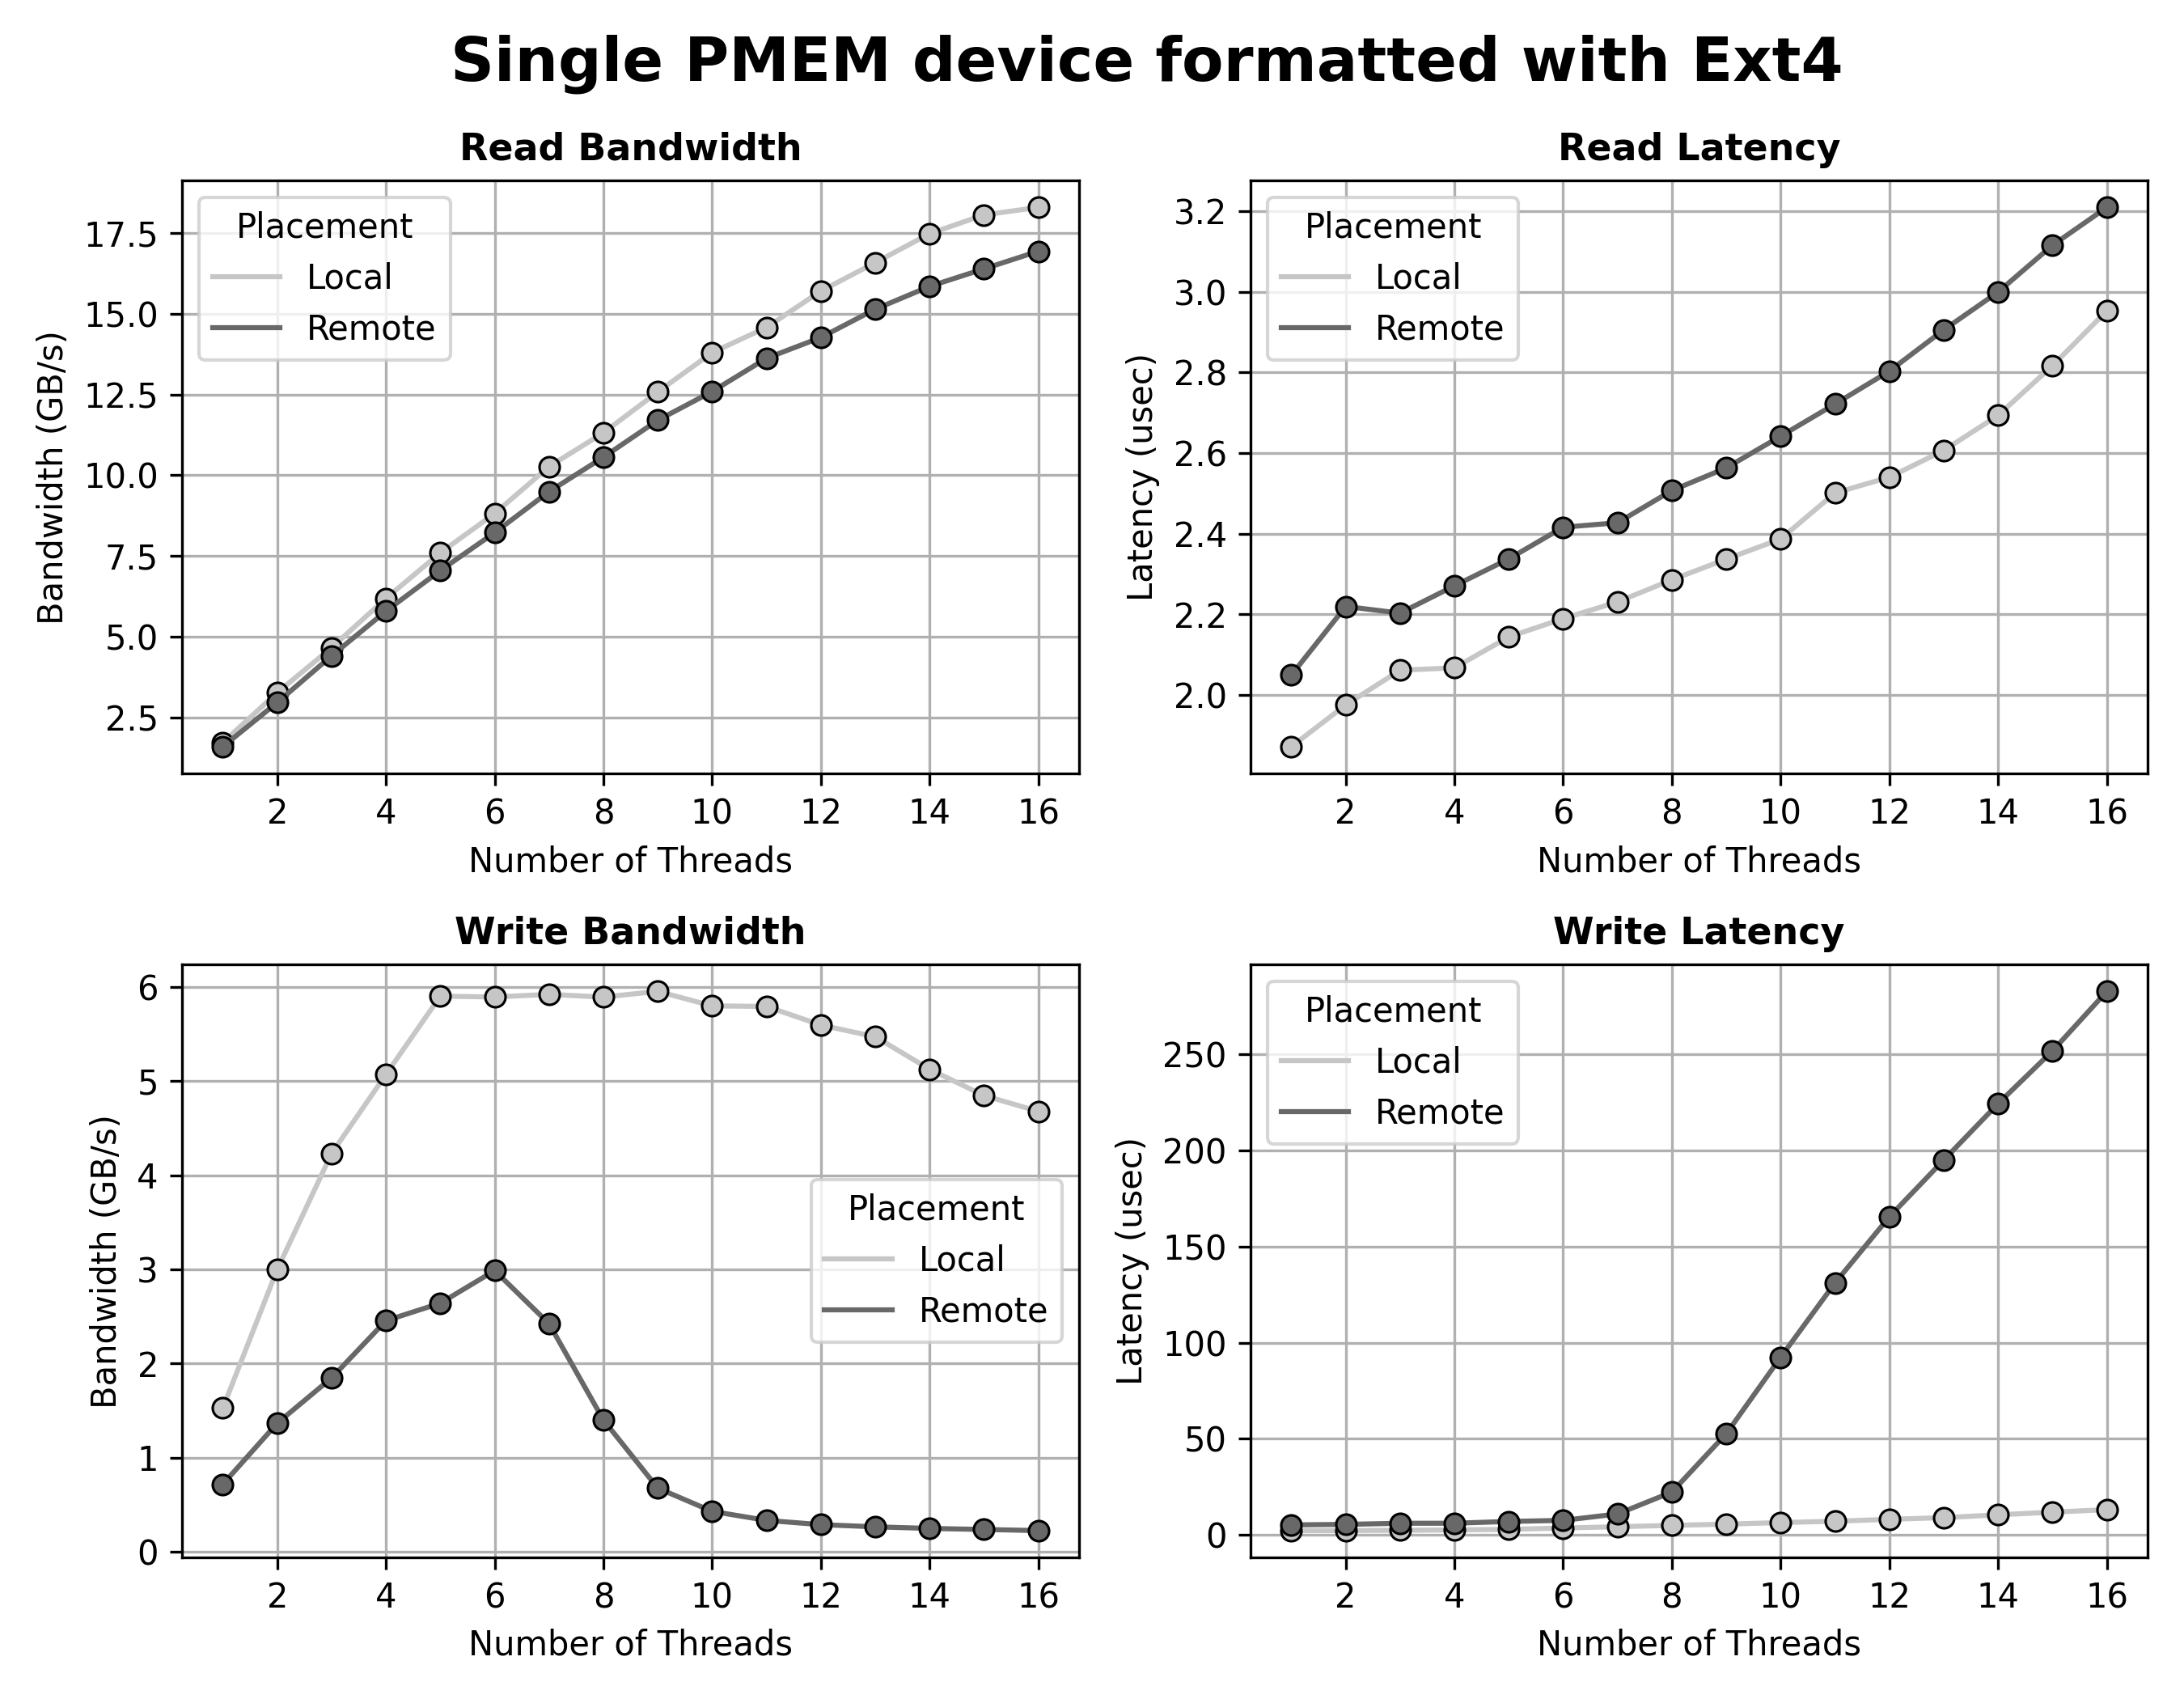 Single PMEM device formatted with Ext4
Read Bandwidth
Bandwidth (GB/s)
17.5
15.0
12.5
10.0
7.5
5.0
2.5
Placement
Local
Remote
2 4 6 8 10 12 14 16
Number of Threads
Read Latency
Latency (usec)
3.2
3.0
2.8
2.6
2.4
2.2
2.0
Placement
Local
Remote
2 4 6 8 10 12 14 16
Number of Threads
Write Bandwidth
Bandwidth (GB/s)
6
5
4
3
2
1
0
Placement
Local
Remote
2 4 6 8 10 12 14 16
Number of Threads
Write Latency
Latency (usec)
250
200
150
100
50
0
Placement
Local
Remote
2 4 6 8 10 12 14 16
Number of Threads